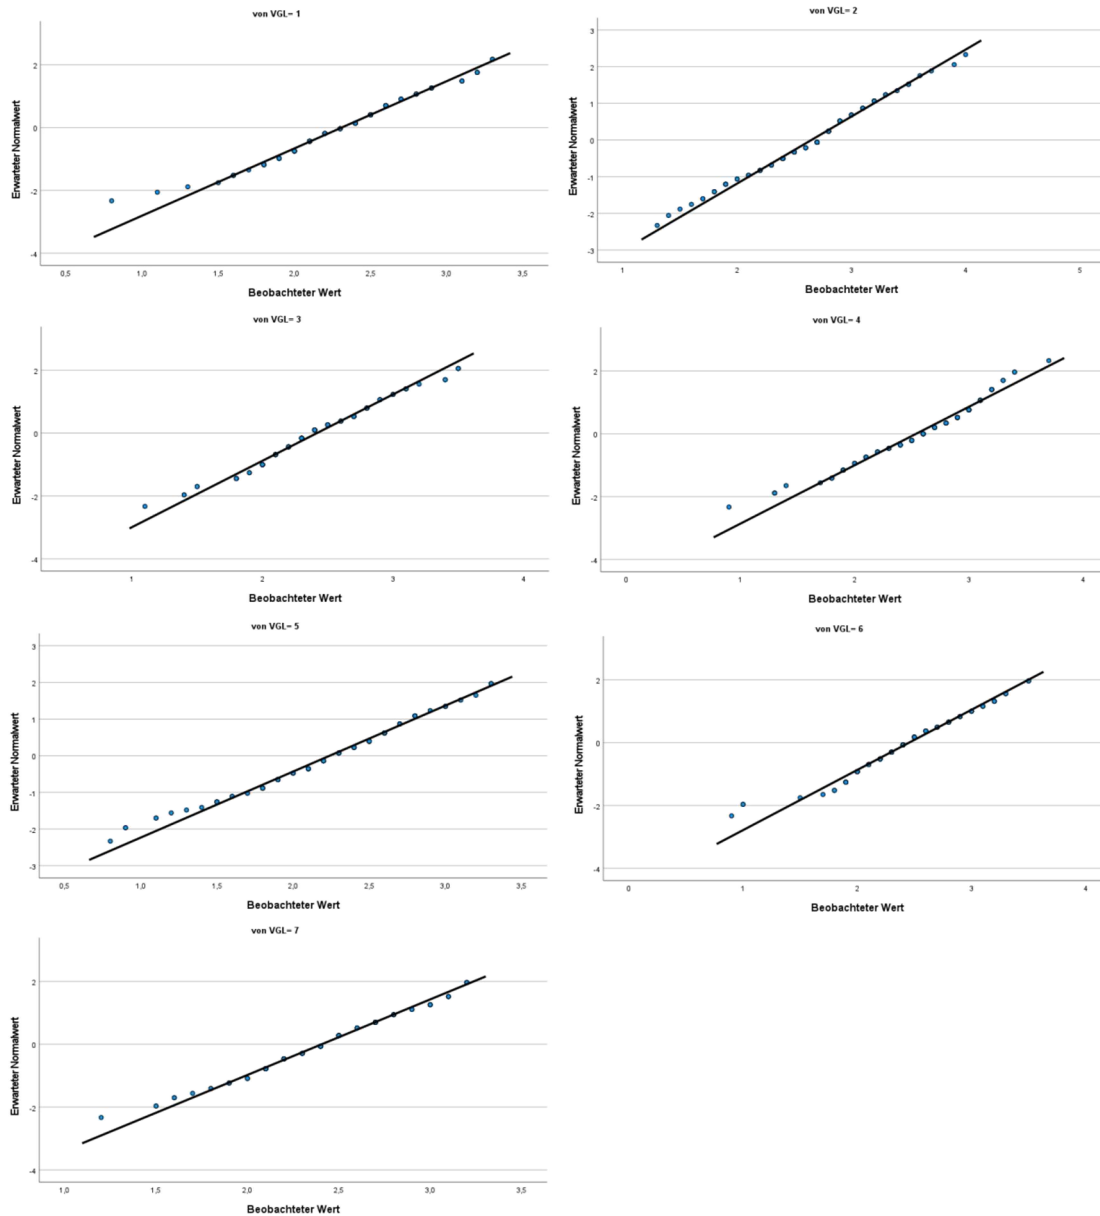 von VGL= 1
Erwarteter Normalwert
2
0
-2
-4
0,5 1,0 1,5 2,0 2,5 3,0 3,5
Beobachteter Wert
von VGL= 2
Erwarteter Normalwert
3
2
1
0
-1
-2
-3
1 2 3 4 5
Beobachteter Wert
von VGL= 3
Erwarteter Normalwert
2
0
-2
-4
1 2 3 4
Beobachteter Wert
von VGL= 4
Erwarteter Normalwert
2
0
-2
-4
0 1 2 3 4
Beobachteter Wert
von VGL= 5
Erwarteter Normalwert
3
2
1
0
-1
-2
-3
0,5 1,0 1,5 2,0 2,5 3,0 3,5
Beobachteter Wert
von VGL= 6
Erwarteter Normalwert
2
0
-2
-4
0 1 2 3 4
Beobachteter Wert
von VGL= 7
Erwarteter Normalwert
2
0
-2
-4
1,0 1,5 2,0 2,5 3,0 3,5
Beobachteter Wert